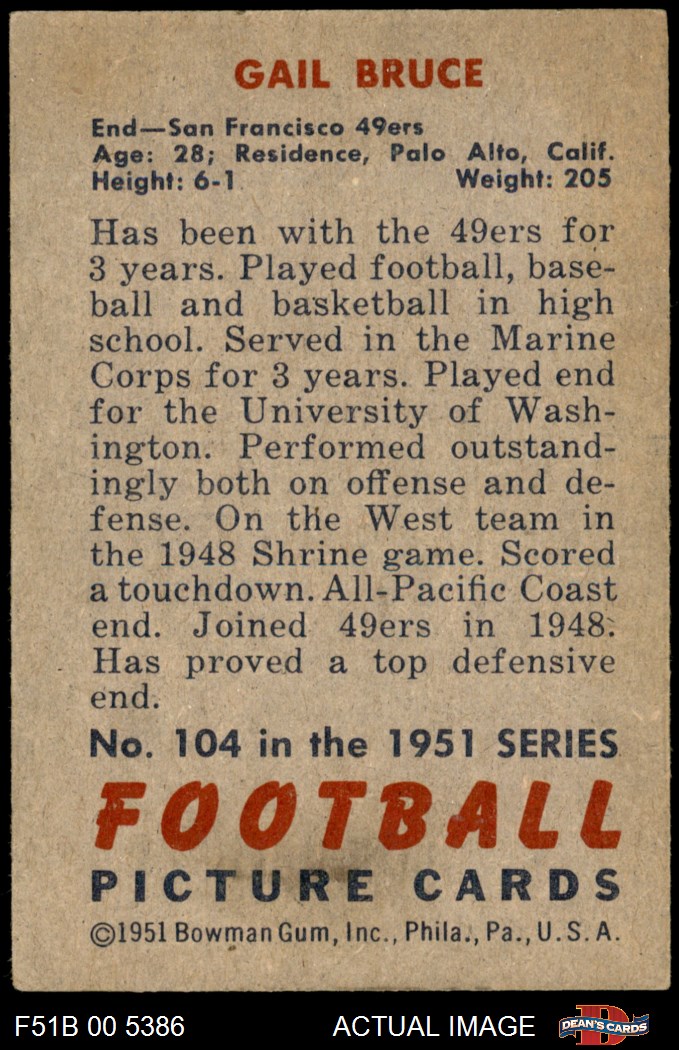 GAIL BRUCE
End—San Francisco 49ers
Age: 28; Residence, Palo Alto, Calif.
Height: 6-1 Weight: 205
Has been with the 49ers for
3 years. Played football, base-
ball and basketball in high
school. Served in the Marine
Corps for 3 years. Played end
for the University of Wash-
ington. Performed outstand-
ingly both on offense and de-
fense. On the West team in
the 1948 Shrine game. Scored
a touchdown. All-Pacific Coast
end. Joined 49ers in 1948.
Has proved a top defensive
end.
No. 104 in the 1951 SERIES
FOOTBALL
PICTURE CARDS
©1951 Bowman Gum, Inc., Phila., Pa., U. S. A.
F51B 00 5386 ACTUAL IMAGE D DEAN'S CARDS